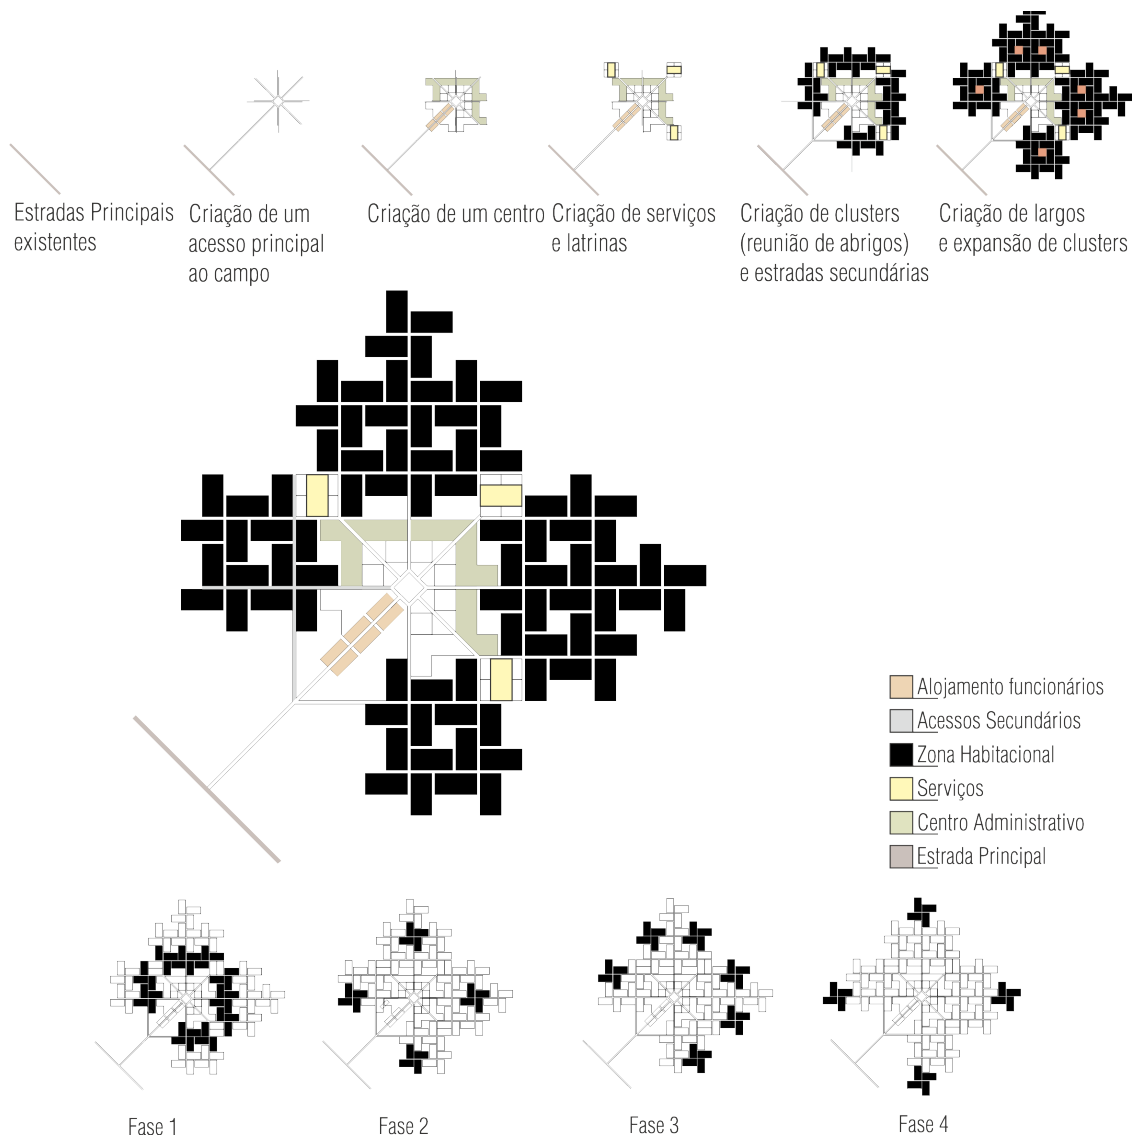 Estradas Principais
existentes
Criação de um
acesso principal
ao campo
Criação de um centro
Criação de serviços
e latrinas
Criação de clusters
(reunião de abrigos)
e estradas secundárias
Criação de largos
e expansão de clusters
Alojamento funcionários
Acessos Secundários
Zona Habitacional
Serviços
Centro Administrativo
Estrada Principal
Fase 1
Fase 2
Fase 3
Fase 4